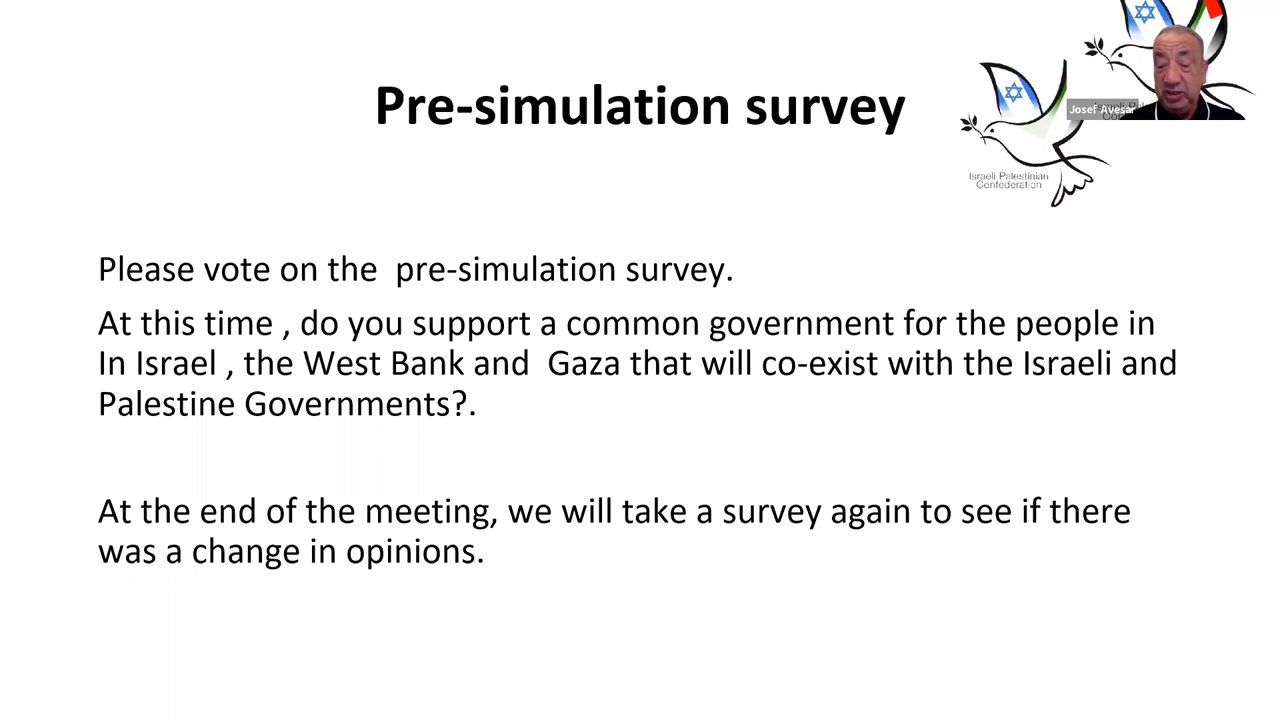 Pre-simulation survey
Josef Avesar
Israeli Palestinian
Confederation
Please vote on the  pre-simulation survey.
At this time , do you support a common government for the people in
In Israel , the West Bank and  Gaza that will co-exist with the Israeli and
Palestine Governments?.
At the end of the meeting, we will take a survey again to see if there
was a change in opinions.